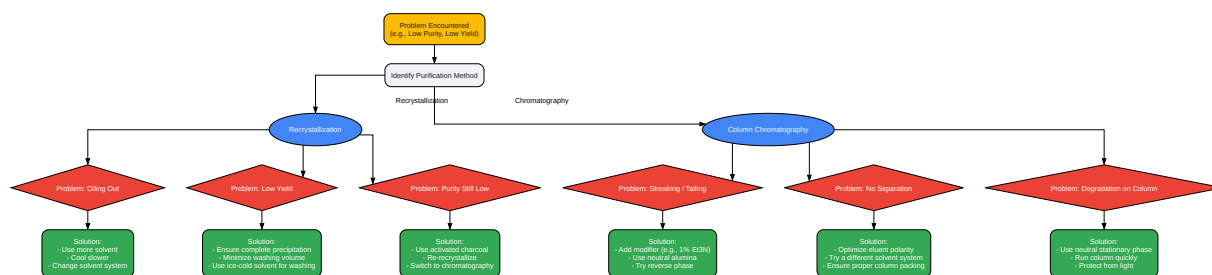 Problem Encountered
(e.g., Low Purity, Low Yield)
Identify Purification Method
Recrystallization
Chromatography
Recrystallization
Column Chromatography
Problem: Oiling Out
Problem: Low Yield
Problem: Purity Still Low
Problem: Streaking / Tailing
Problem: No Separation
Problem: Degradation on Column
Solution:
- Use more solvent
- Cool slower
- Change solvent system
Solution:
- Ensure complete precipitation
- Minimize washing volume
- Use ice-cold solvent for washing
Solution:
- Use activated charcoal
- Re-recrystallize
- Switch to chromatography
Solution:
- Add modifier (e.g., 1% Et3N)
- Use neutral alumina
- Try reverse phase
Solution:
- Optimize eluent polarity
- Try a different solvent system
- Ensure proper column packing
Solution:
- Use neutral stationary phase
- Run column quickly
- Protect from light